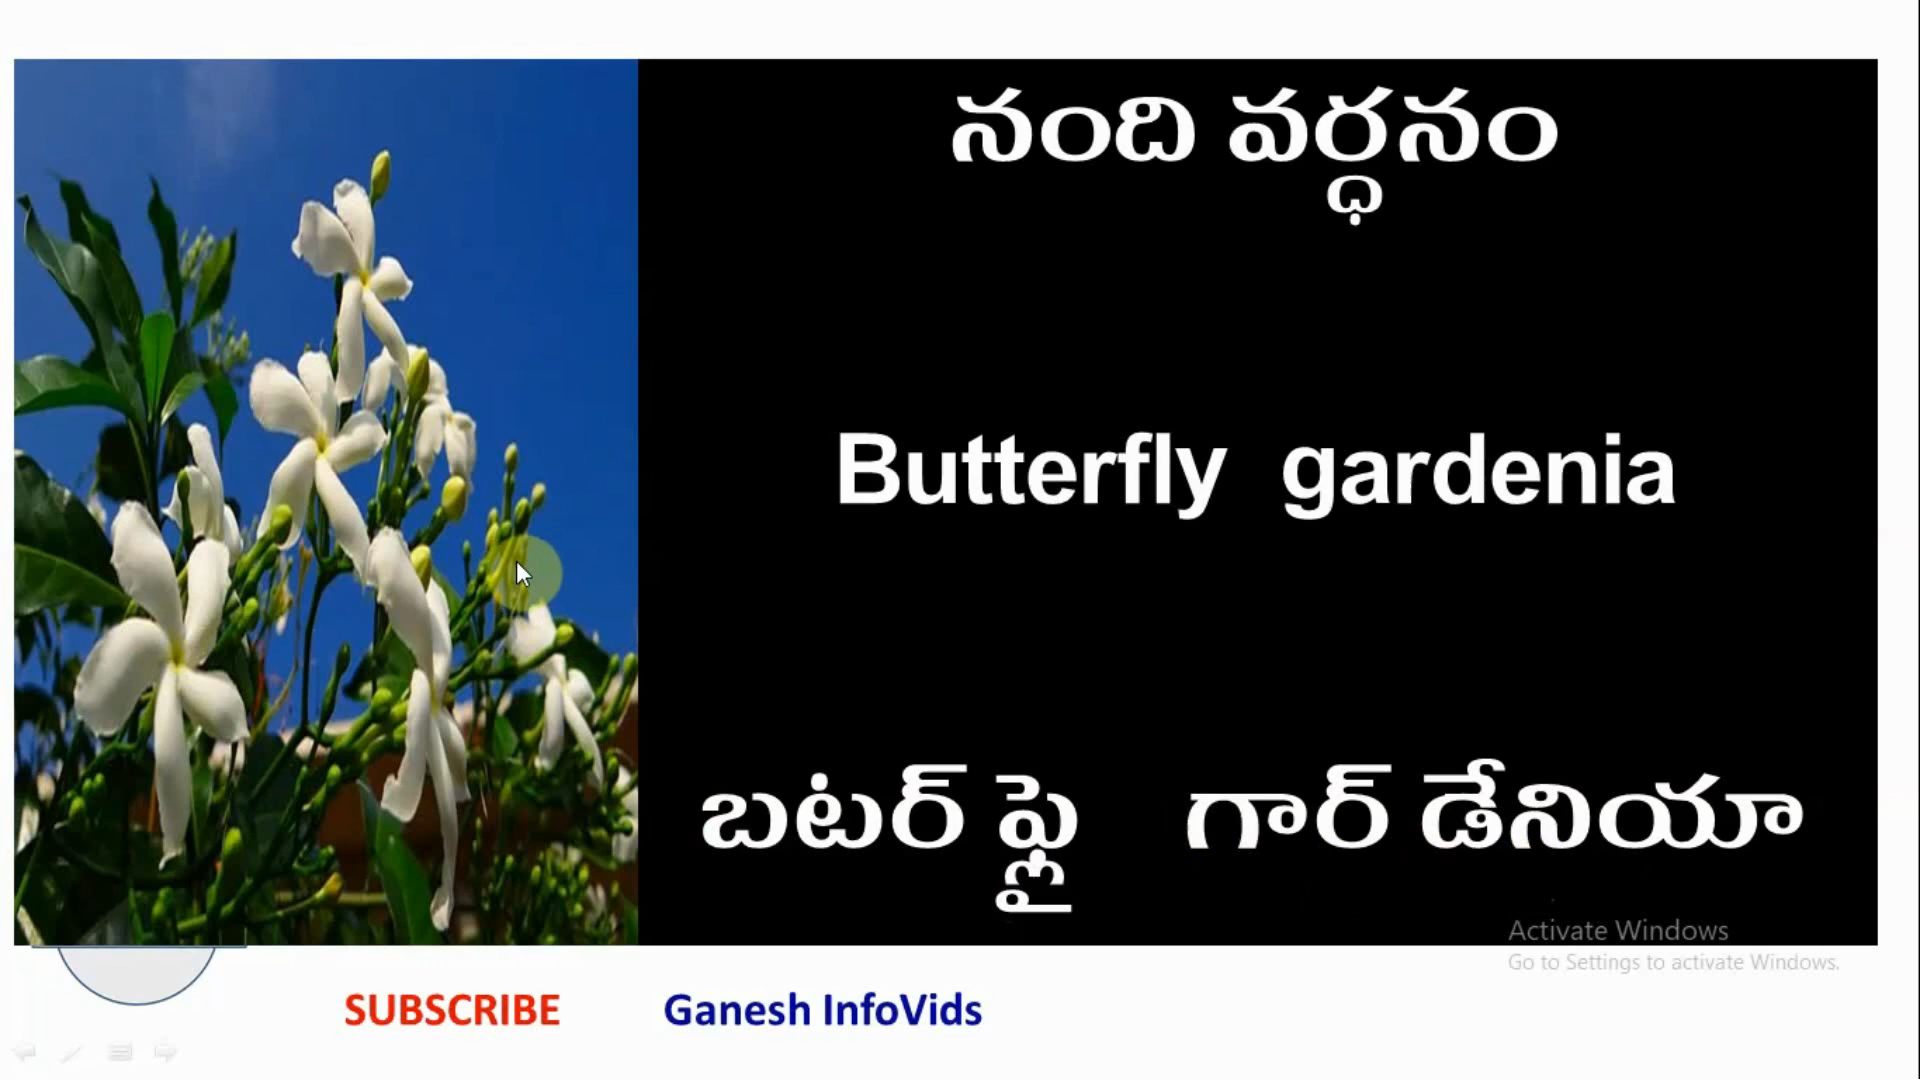 నంది వర్ధనం
Butterfly gardenia
బటర్ ఫ్లై గార్ డేనియా
Activate Windows
Go to Settings to activate Windows.
SUBSCRIBE Ganesh InfoVids